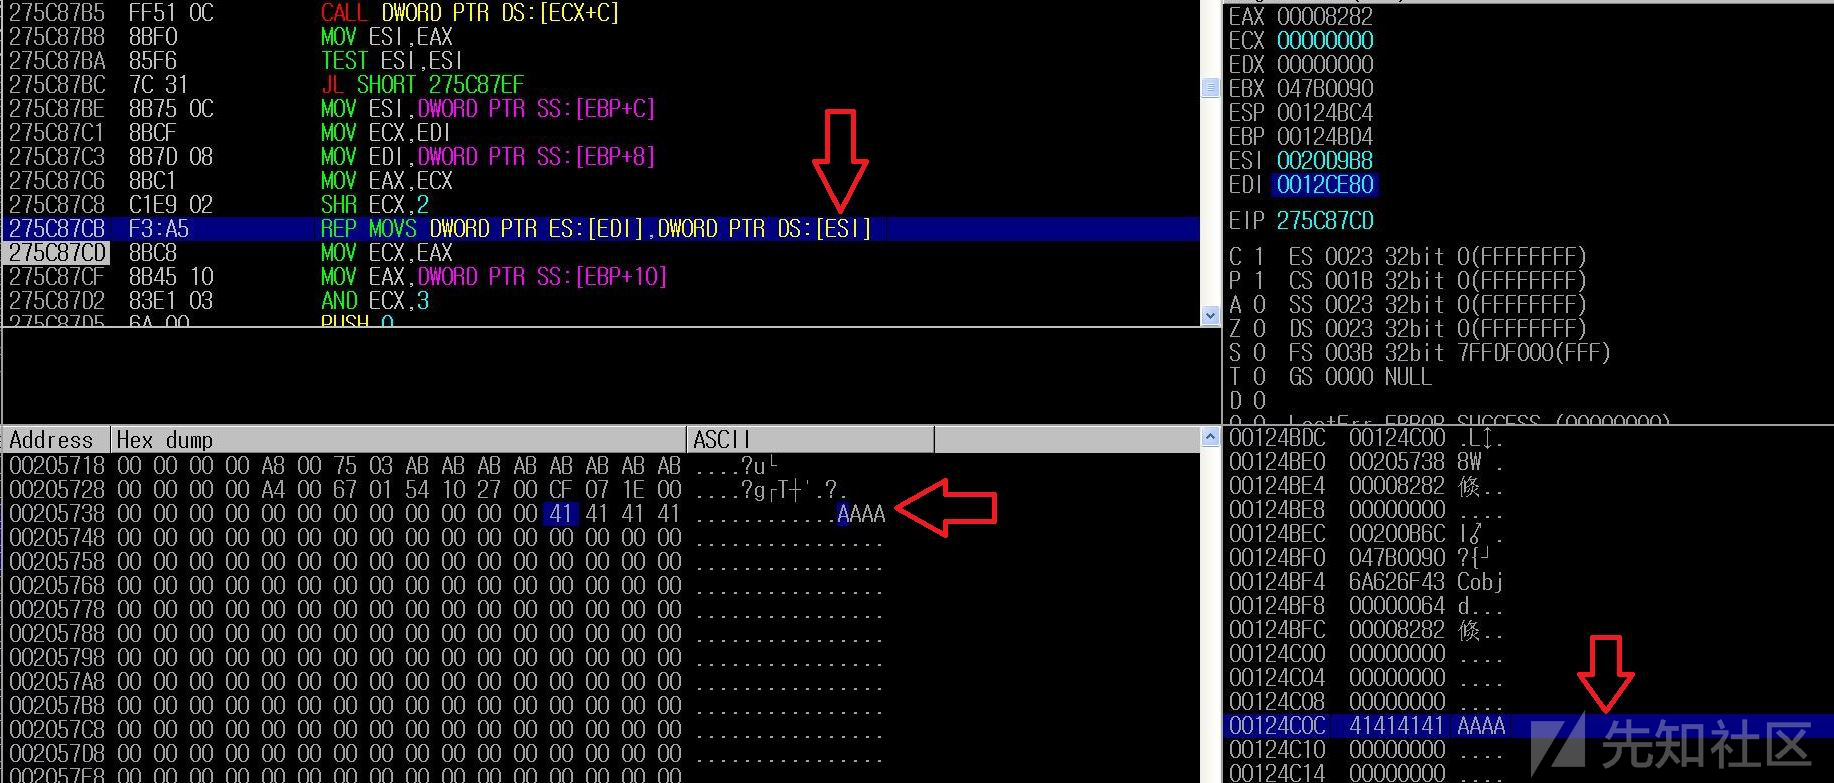 275C87B5 FF51 0C CALL DWORD PTR DS:[ECX+C]
275C87B8 8BF0 MOV ESI,EAX
275C87BA 85F6 TEST ESI,ESI
275C87BC 7C 31 JL SHORT 275C87EF
275C87BE 8B75 0C MOV ESI,DWORD PTR SS:[EBP+C]
275C87C1 8BCF MOV ECX,EDI
275C87C3 8B7D 08 MOV EDI,DWORD PTR SS:[EBP+8]
275C87C6 8BC1 MOV EAX,ECX
275C87C8 C1E9 02 SHR ECX,2
275C87CB F3:A5 REP MOVS DWORD PTR ES:[EDI],DWORD PTR DS:[ESI]
275C87CD 8BC8 MOV ECX,EAX
275C87CF 8B45 10 MOV EAX,DWORD PTR SS:[EBP+10]
275C87D2 83E1 03 AND ECX,3
275C87D5 6A 00 PUSH 0
EAX 00008282
ECX 00000000
EDX 00000000
EBX 047B0090
ESP 00124BC4
EBP 00124BD4
ESI 0020D9B8
EDI 0012CE80
EIP 275C87CD
C 1 ES 0023 32bit 0(FFFFFFFF)
P 1 CS 001B 32bit 0(FFFFFFFF)
A 0 SS 0023 32bit 0(FFFFFFFF)
Z 0 DS 0023 32bit 0(FFFFFFFF)
S 0 FS 003B 32bit 7FFDF000(FFF)
T 0 GS 0000 NULL
D 0
O 0 LastErr ERROR_SUCCESS (00000000)
Address Hex dump ASCII
00205718 00 00 00 00 A8 00 75 03 AB AB AB AB AB AB AB AB ....?u└
00205728 00 00 00 00 A4 00 67 01 54 10 27 00 CF 07 1E 00 ....?g┌T┼'.?.
00205738 00 00 00 00 00 00 00 00 00 00 00 00 41 41 41 41 ............AAAA
00205748 00 00 00 00 00 00 00 00 00 00 00 00 00 00 00 00 ................
00205758 00 00 00 00 00 00 00 00 00 00 00 00 00 00 00 00 ................
00205768 00 00 00 00 00 00 00 00 00 00 00 00 00 00 00 00 ................
00205778 00 00 00 00 00 00 00 00 00 00 00 00 00 00 00 00 ................
00205788 00 00 00 00 00 00 00 00 00 00 00 00 00 00 00 00 ................
00205798 00 00 00 00 00 00 00 00 00 00 00 00 00 00 00 00 ................
002057A8 00 00 00 00 00 00 00 00 00 00 00 00 00 00 00 00 ................
002057B8 00 00 00 00 00 00 00 00 00 00 00 00 00 00 00 00 ................
002057C8 00 00 00 00 00 00 00 00 00 00 00 00 00 00 00 00 ................
002057D8 00 00 00 00 00 00 00 00 00 00 00 00 00 00 00 00 ................
002057E8 00 00 00 00 00 00 00 00 00 00 00 00 00 00 00 00 ................
00124BDC 00124C00 .L↕.
00124BE0 00205738 8W .
00124BE4 00008282 倏..
00124BE8 00000000 ....
00124BEC 00200B6C l♂ .
00124BF0 047B0090 ?{┘
00124BF4 6A626F43 Cobj
00124BF8 00000064 d...
00124BFC 00008282 倏..
00124C00 00000000 ....
00124C04 00000000 ....
00124C08 00000000 ....
00124C0C 41414141 AAAA
00124C10 00000000 ....
00124C14 00000000 ....
先知社区